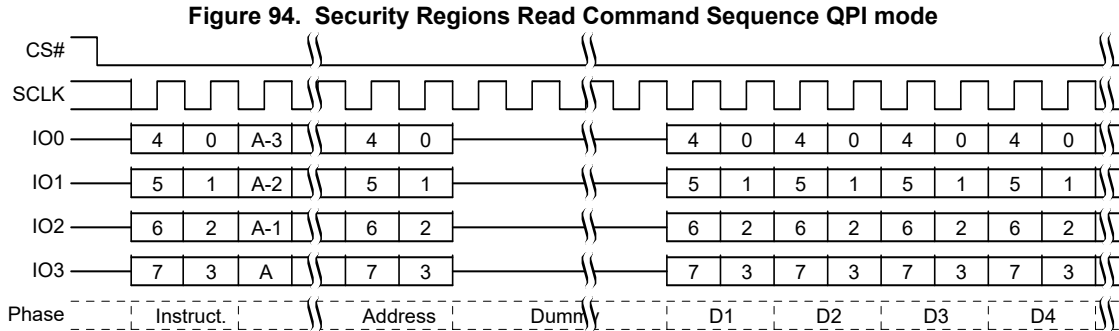 Figure 94. Security Regions Read Command Sequence QPI mode
CS#
SCLK
IO0 4 0 A-3 4 0 4 0 4 0 4 0 4 0
IO1 5 1 A-2 5 1 5 1 5 1 5 1 5 1
IO2 6 2 A-1 6 2 6 2 6 2 6 2 6 2
IO3 7 3 A 7 3 7 3 7 3 7 3 7 3
Phase Instruct. Address Dummy D1 D2 D3 D4